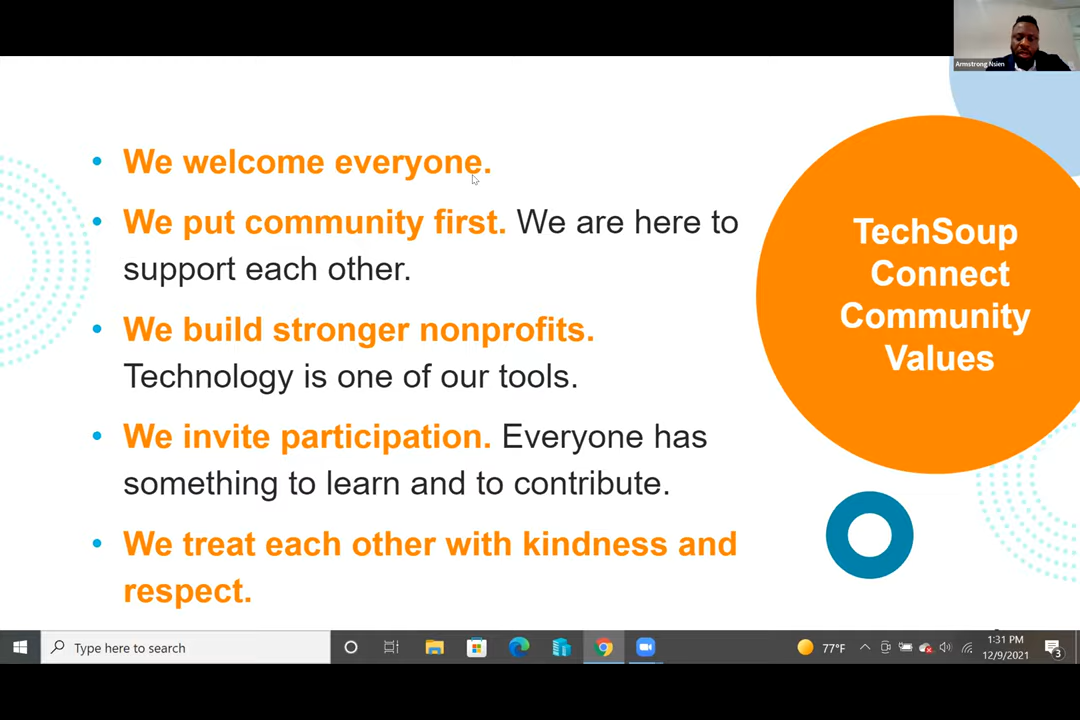 Armstrong Nsien
• We welcome everyone.
• We put community first. We are here to
support each other.
• We build stronger nonprofits.
Technology is one of our tools.
• We invite participation. Everyone has
something to learn and to contribute.
• We treat each other with kindness and
respect.
TechSoup
Connect
Community
Values
Type here to search
77°F
1:31 PM
12/9/2021
3